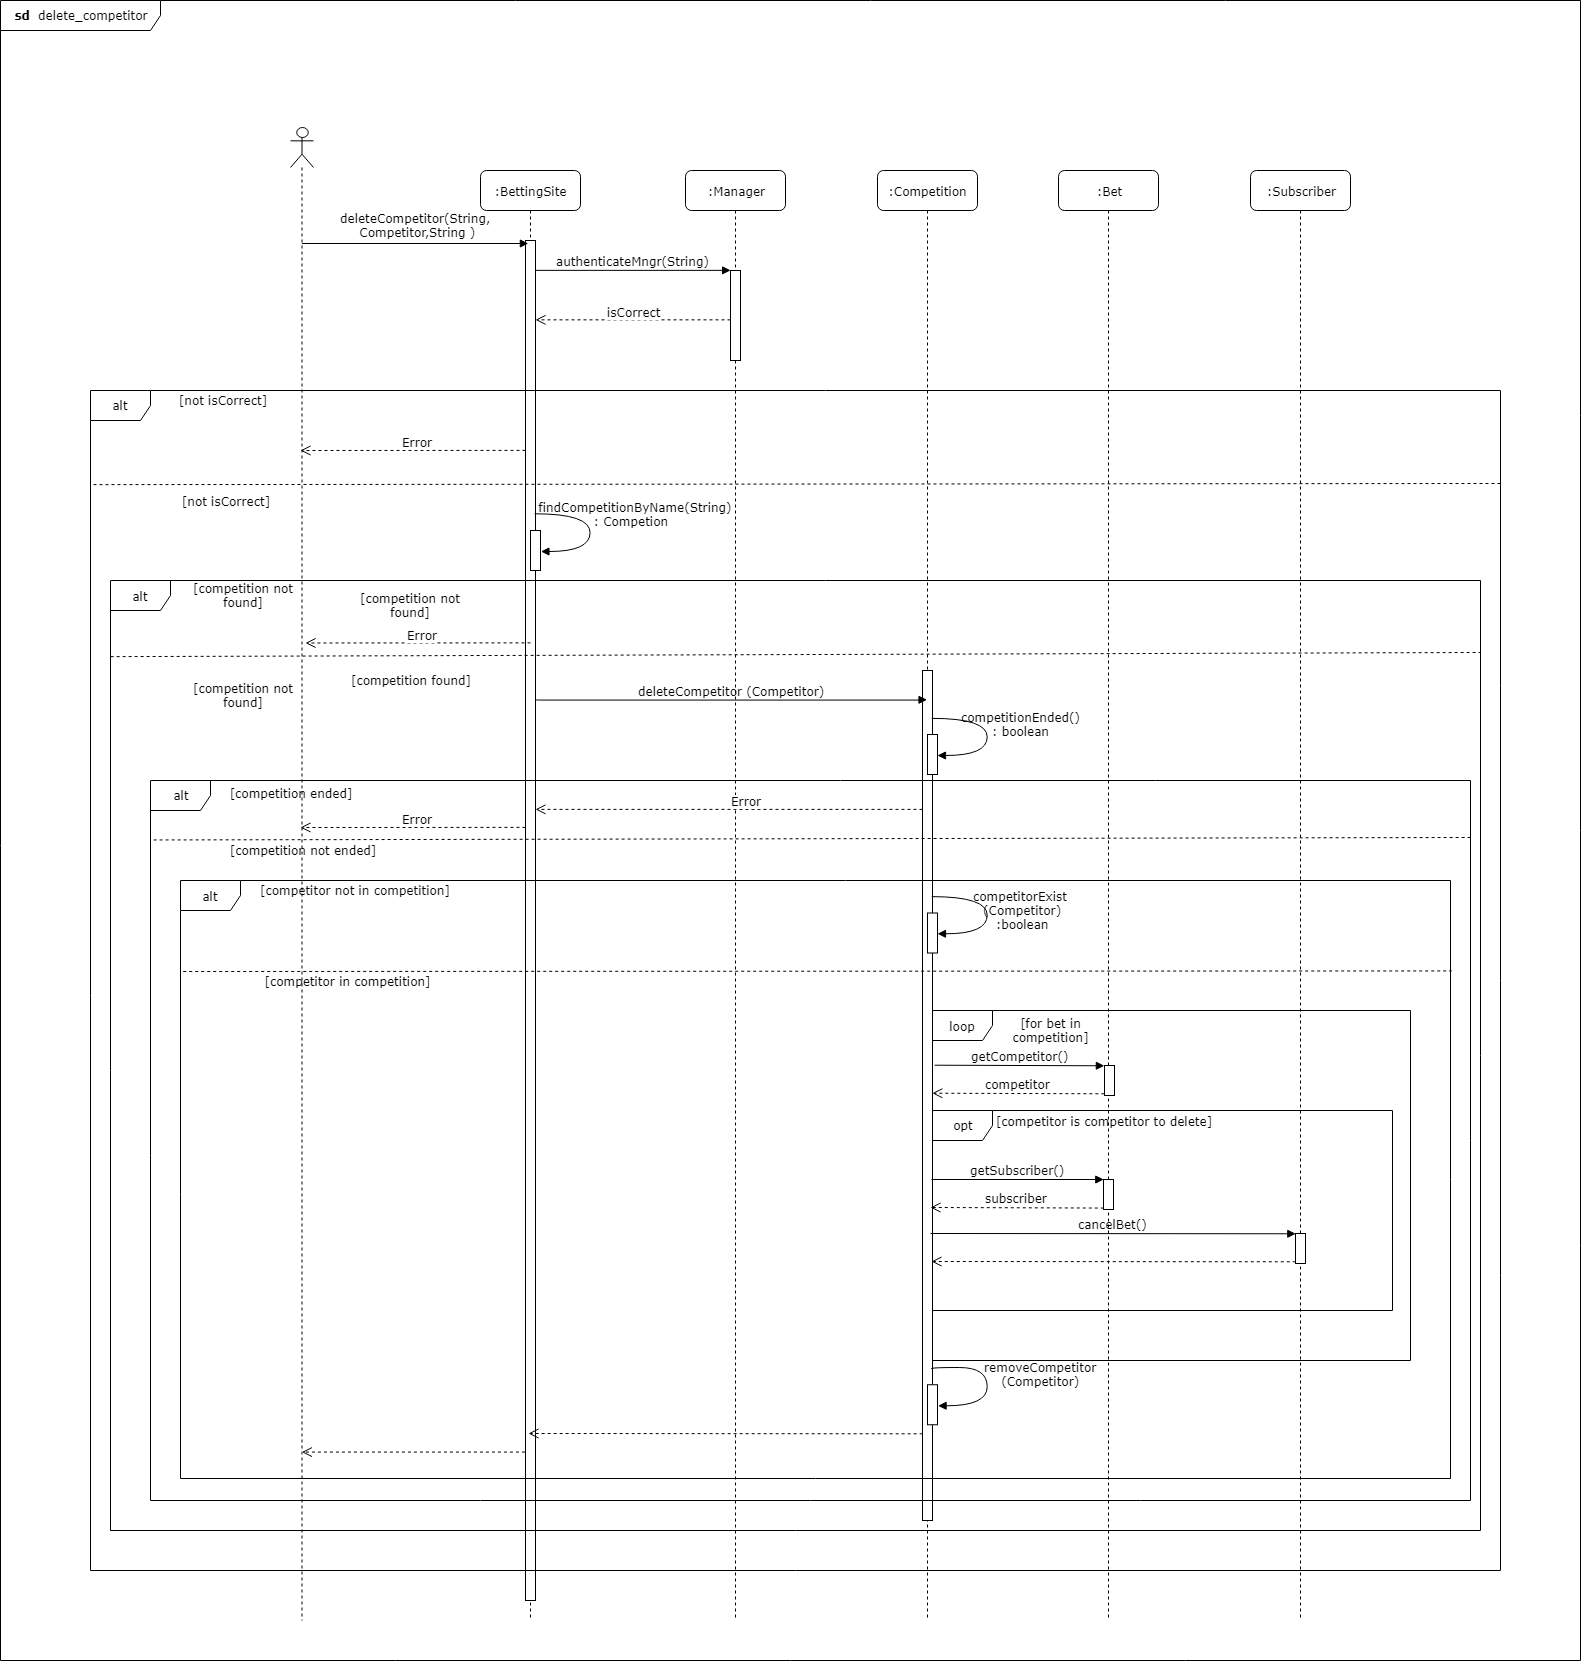 sd delete_competitor
:BettingSite
:Manager
:Competition
:Bet
:Subscriber
deleteCompetitor(String,
Competitor,String )
authenticateMngr(String)
isCorrect
alt
[not isCorrect]
Error
[not isCorrect]
findCompetitionByName(String)
: Competion
alt
[competition not
found]
[competition not
found]
Error
[competition not
found]
[competition found]
deleteCompetitor (Competitor)
competitionEnded()
: boolean
alt
[competition ended]
Error
Error
[competition not ended]
alt
[competitor not in competition]
competitorExist
(Competitor)
:boolean
[competitor in competition]
loop
[for bet in
competition]
getCompetitor()
competitor
opt
[competitor is competitor to delete]
getSubscriber()
subscriber
cancelBet()
removeCompetitor
(Competitor)